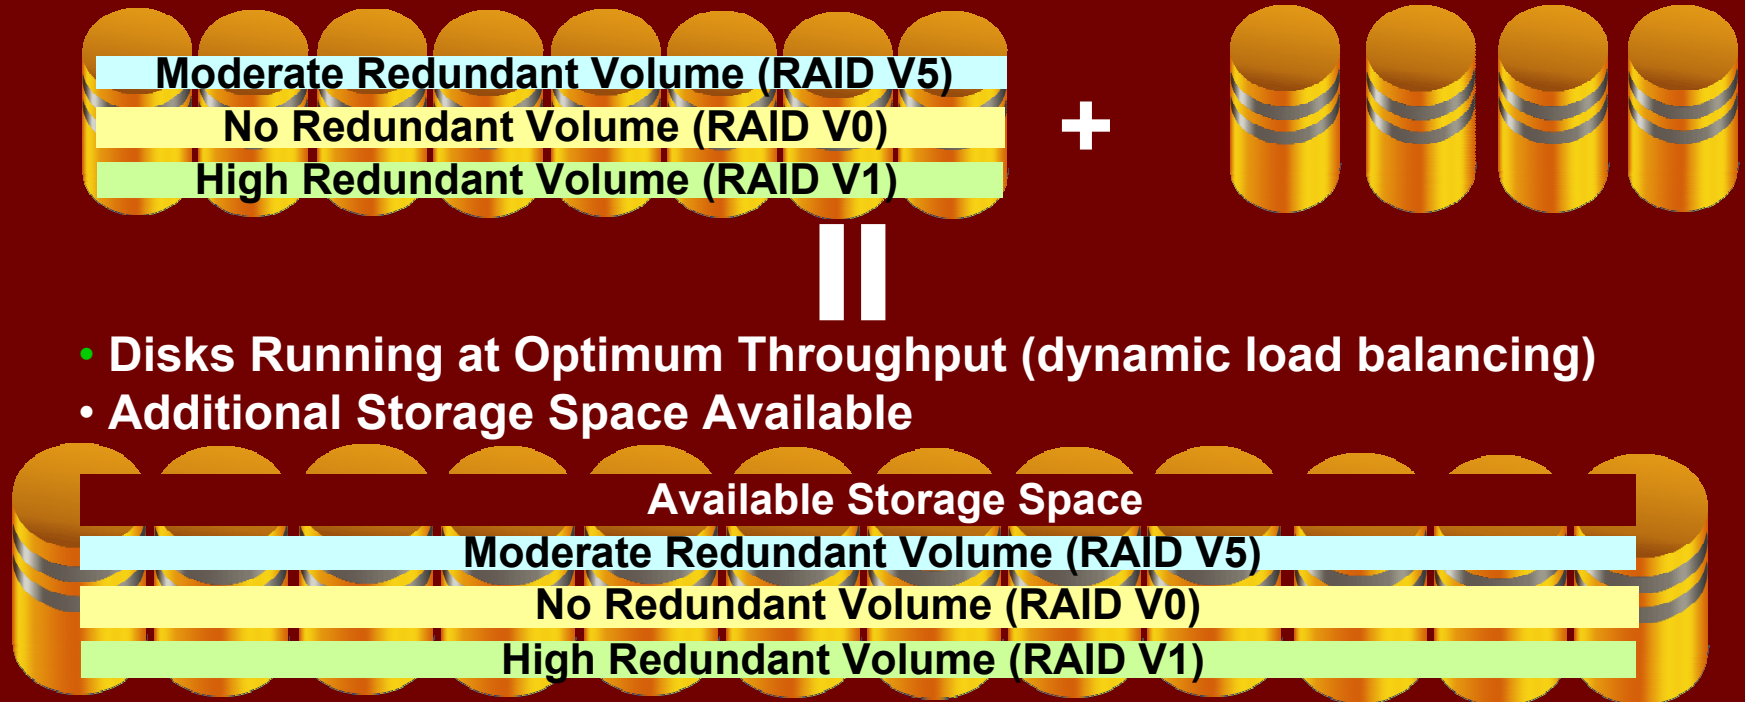 Moderate Redundant Volume (RAID V5)
No Redundant Volume (RAID V0)
High Redundant Volume (RAID V1)
+
• Disks Running at Optimum Throughput (dynamic load balancing)
• Additional Storage Space Available
Available Storage Space
Moderate Redundant Volume (RAID V5)
No Redundant Volume (RAID V0)
High Redundant Volume (RAID V1)